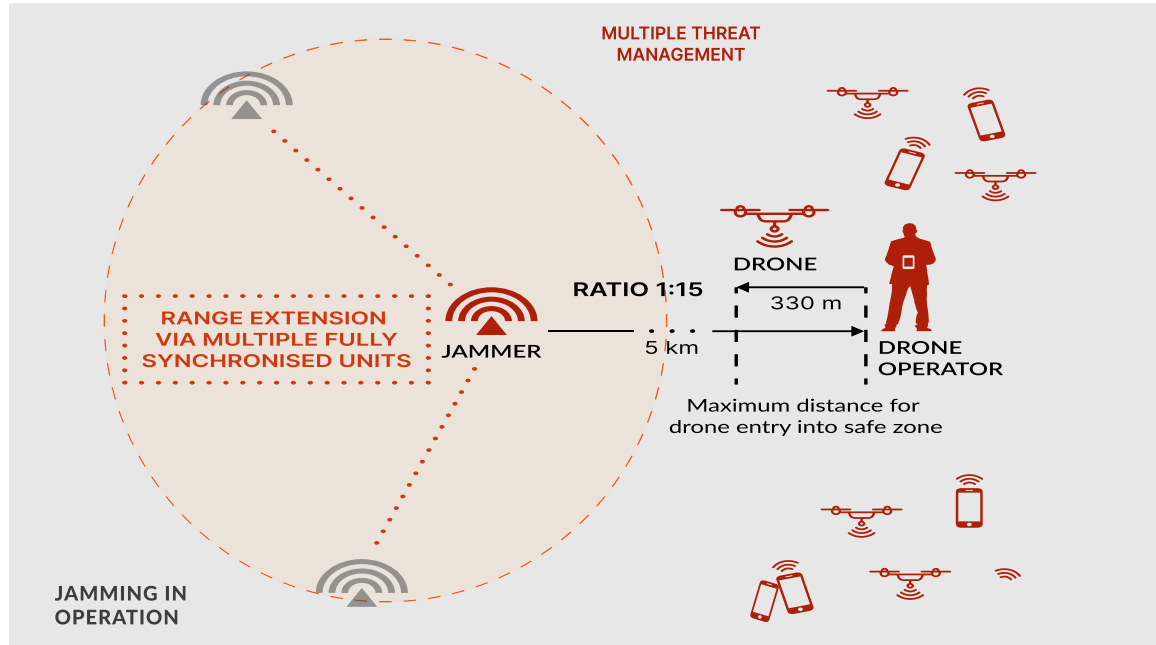 MULTIPLE THREAT
MANAGEMENT
DRONE
RATIO 1:15
330 m
RANGE EXTENSION
VIA MULTIPLE FULLY
SYNCHRONISED UNITS
JAMMER
5 km
DRONE
OPERATOR
Maximum distance for
drone entry into safe zone
JAMMING IN
OPERATION